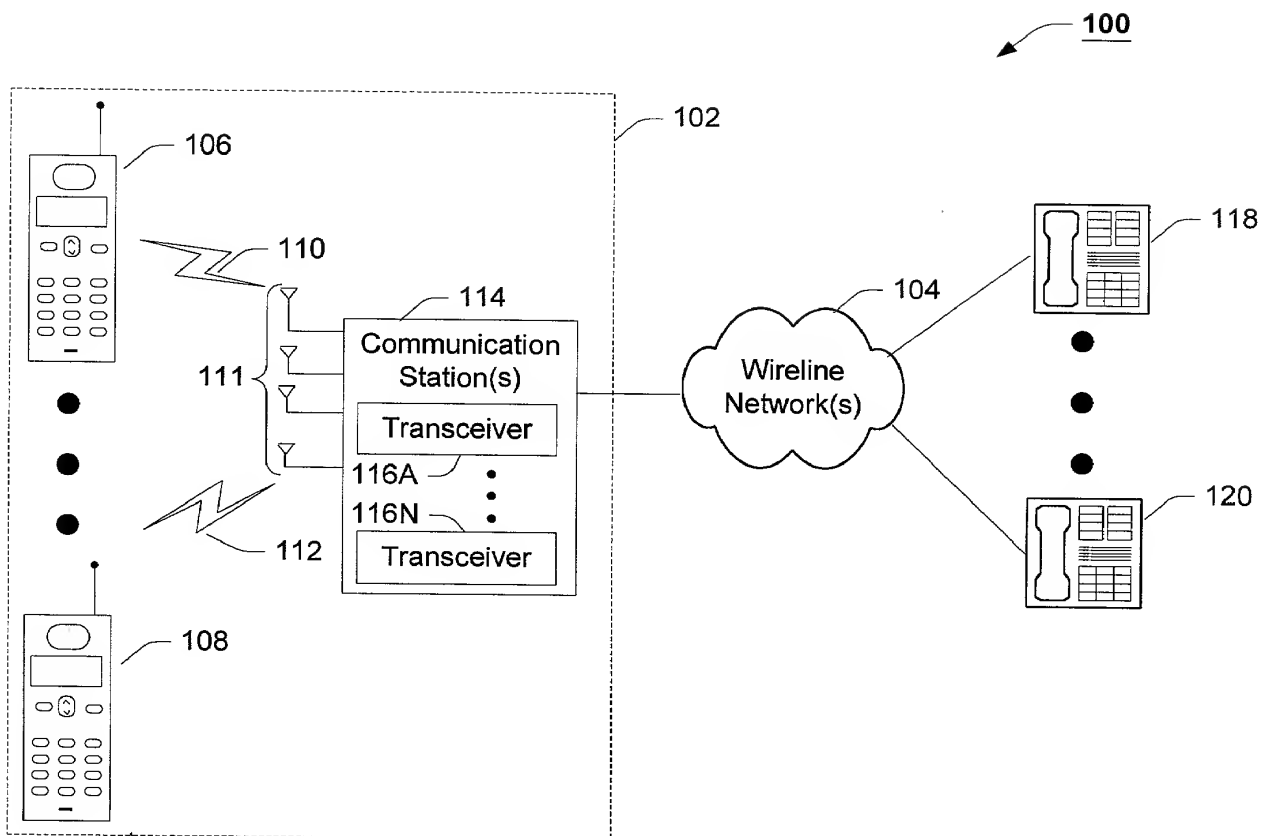 100
102
106
118
110
104
114
Communication
Station(s)
Wireline
Network(s)
111
Transceiver
116A
120
116N
112
Transceiver
108